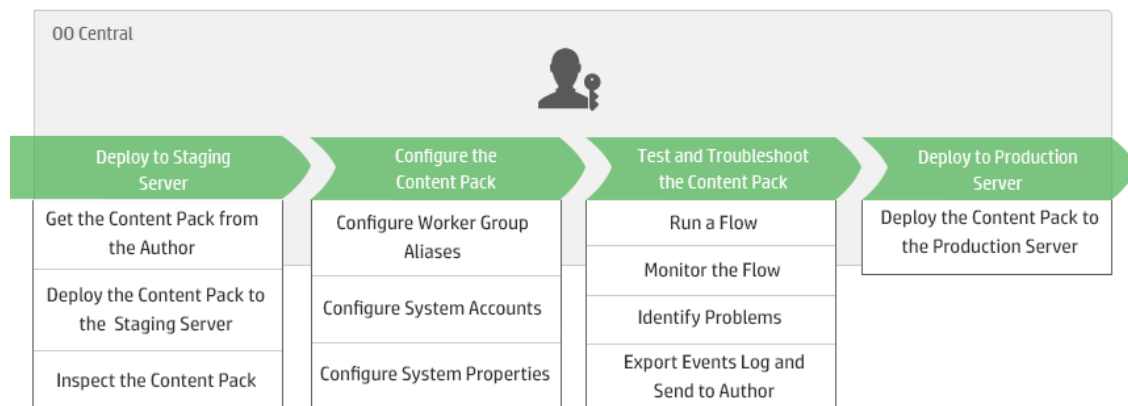 OO Central
Deploy to Staging
Server
Configure the
Content Pack
Test and Troubleshoot
the Content Pack
Deploy to Production
Server
Get the Content Pack from
the Author
Deploy the Content Pack to
the Staging Server
Inspect the Content Pack
Configure Worker Group
Aliases
Configure System Accounts
Configure System Properties
Run a Flow
Monitor the Flow
Identify Problems
Export Events Log and
Send to Author
Deploy the Content Pack to
the Production Server